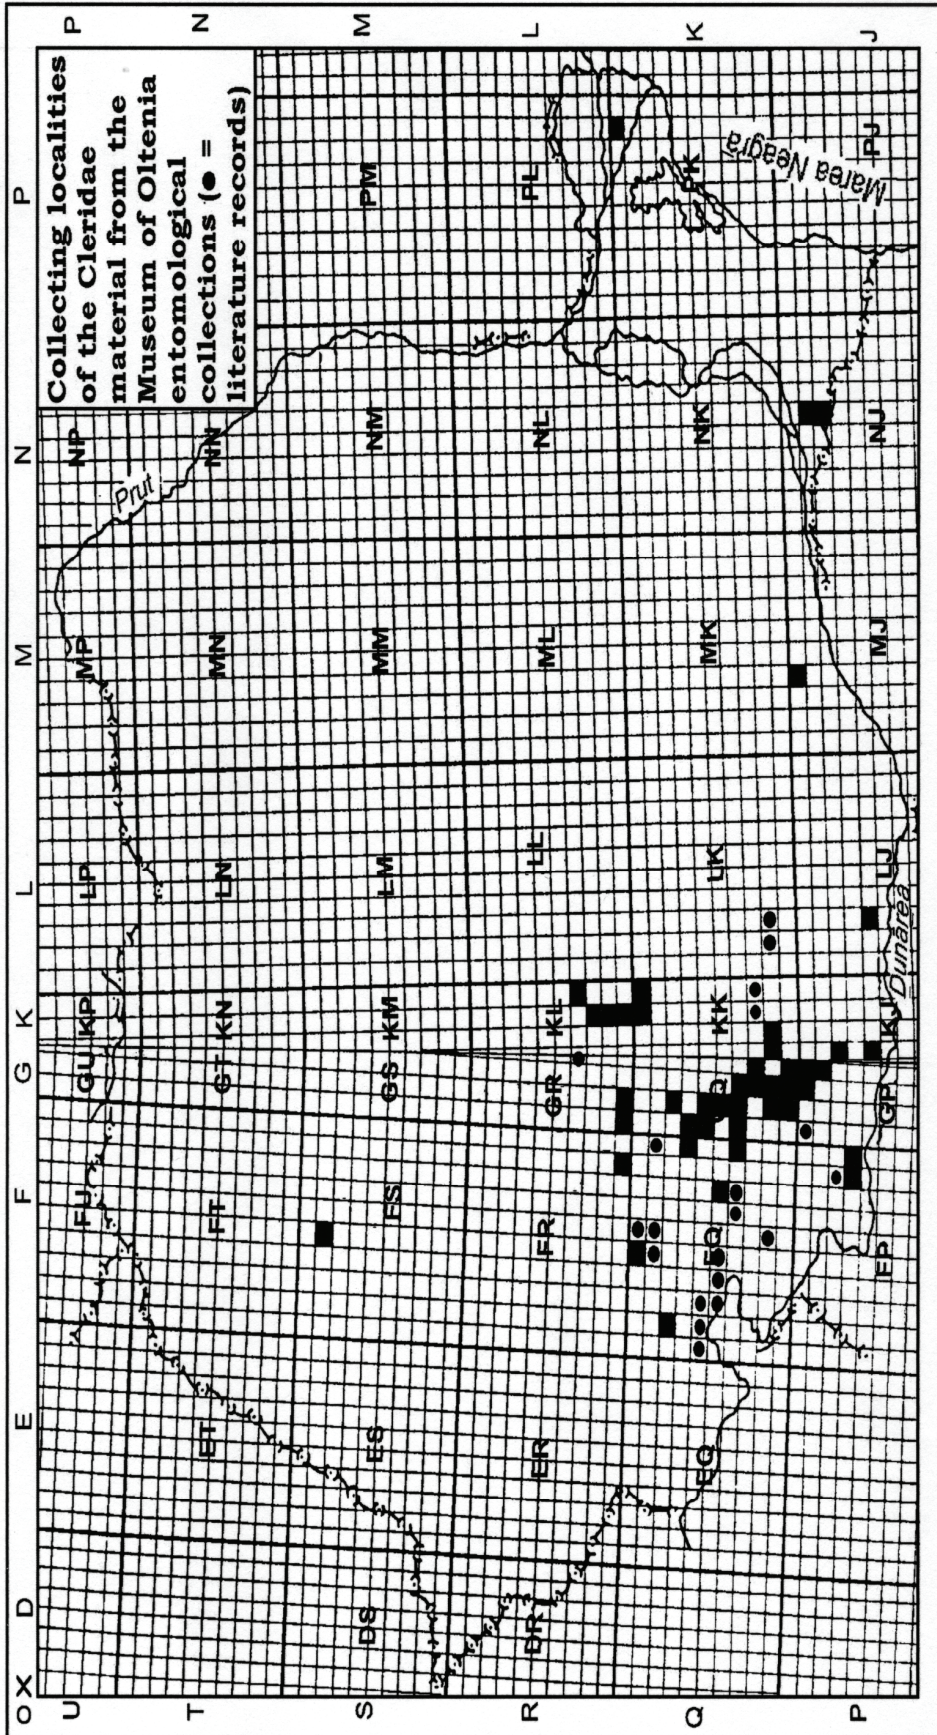 O X D E F G K L M N P
Collecting localities
of the Cleridae
material from the
Museum of Oltenia
entomological
collections (● =
literature records)
U FU GU KP LP MP NP P
Prut
T ET FT GT KN LN MN NN N
S DS ES FS GS KM LM MM NM PM M
R DR ER FR GR KL LL ML NL PL L
Q EQ FQ Q KK LK MK NK PK K
Marea Neagră
P FP GP KJ LJ MJ NJ PJ J
Dunărea